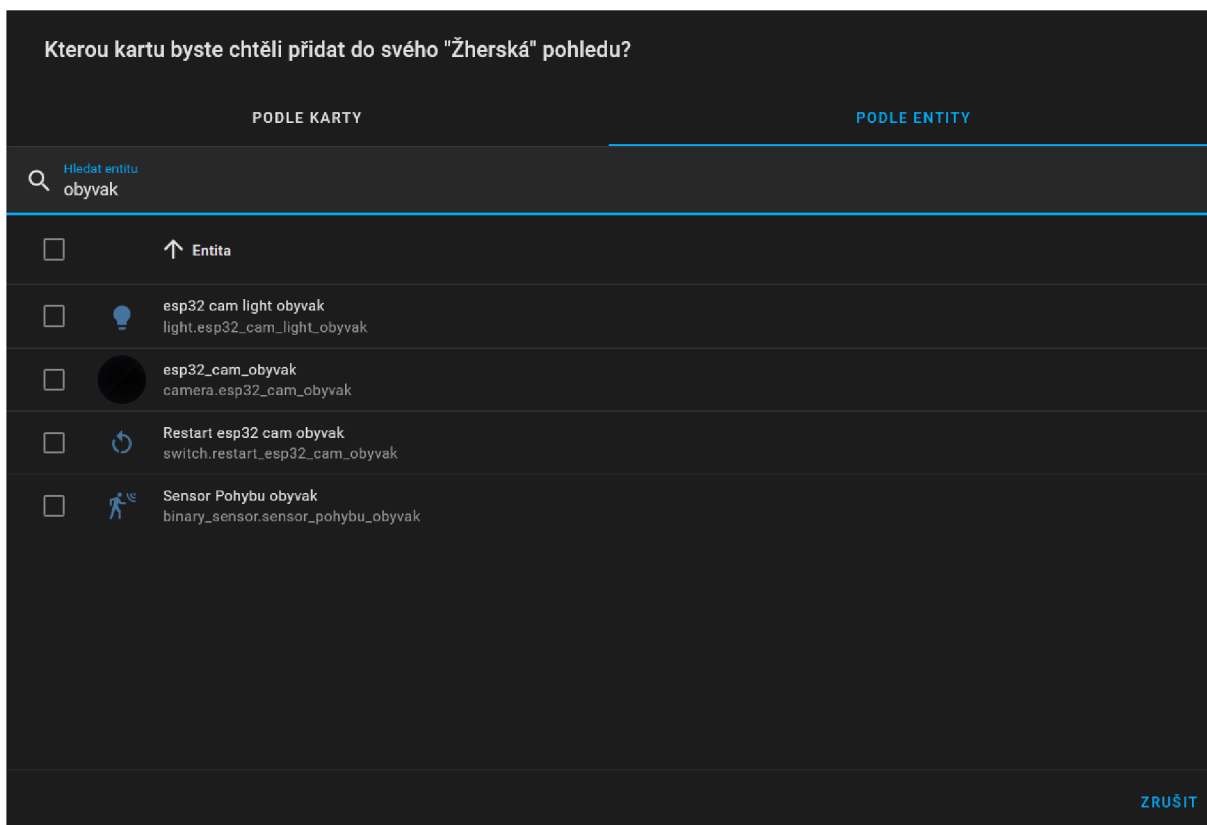 Kterou kartu byste chtěli přidat do svého "Žherská" pohledu?
PODLE KARTY
PODLE ENTITY
Hledat entitu
obyvak
Entita
esp32 cam light obyvak
light.esp32_cam_light_obyvak
esp32_cam_obyvak
camera.esp32_cam_obyvak
Restart esp32 cam obyvak
switch.restart_esp32_cam_obyvak
Sensor Pohybu obyvak
binary_sensor.sensor_pohybu_obyvak
ZRUŠIT